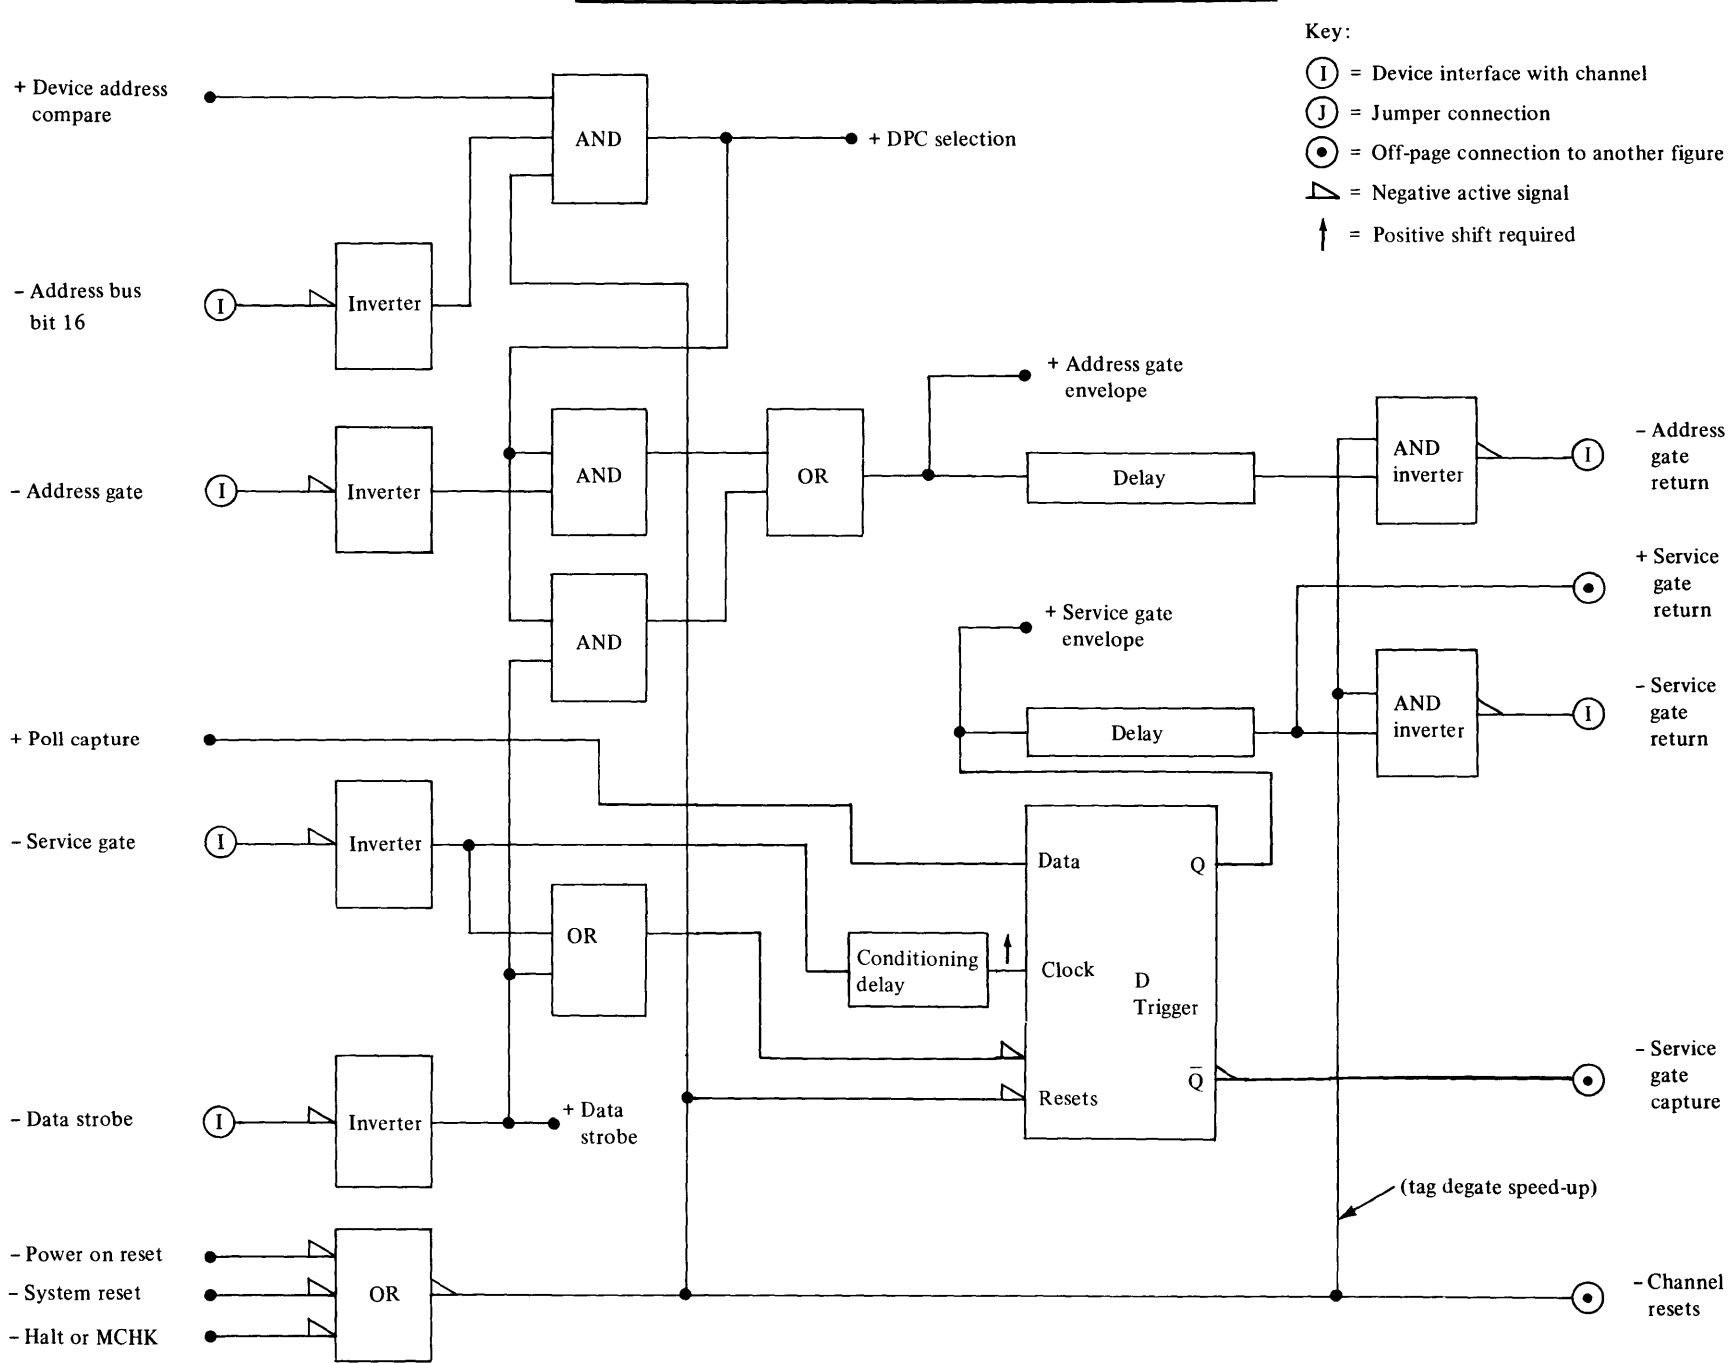 Key:
I = Device interface with channel
J = Jumper connection
= Off-page connection to another figure
= Negative active signal
= Positive shift required
+ Device address
compare
AND
+ DPC selection
- Address bus
bit 16
I
Inverter
+ Address gate
envelope
- Address gate
I
Inverter
AND
OR
Delay
AND
inverter
I
- Address
gate
return
+ Service
gate
return
AND
+ Service gate
envelope
Delay
AND
inverter
I
- Service
gate
return
+ Poll capture
- Service gate
I
Inverter
OR
Conditioning
delay
Data
Q
Clock
D
Trigger
Q̅
Resets
- Service
gate
capture
- Data strobe
I
Inverter
+ Data
strobe
(tag degate speed-up)
- Power on reset
- System reset
- Halt or MCHK
OR
- Channel
resets